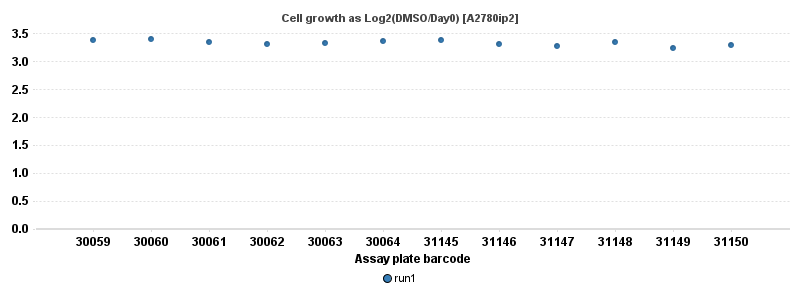 Cell growth as Log2(DMSO/Day0) [A2780ip2]
3.5
3.0
2.5
2.0
1.5
1.0
0.5
0.0
30059 30060 30061 30062 30063 30064 31145 31146 31147 31148 31149 31150
Assay plate barcode
run1